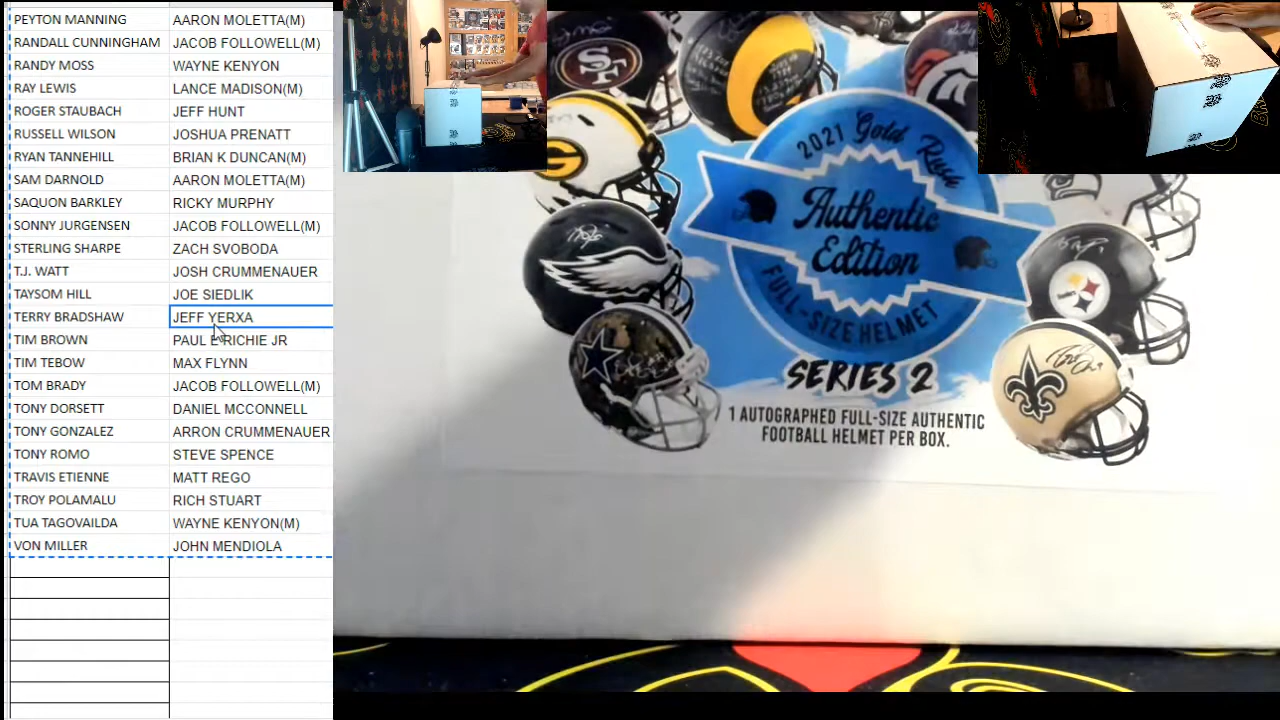 PEYTON MANNING AARON MOLETTA(M)
RANDALL CUNNINGHAM JACOB FOLLOWELL(M)
RANDY MOSS WAYNE KENYON
RAY LEWIS LANCE MADISON(M)
ROGER STAUBACH JEFF HUNT
RUSSELL WILSON JOSHUA PRENATT
RYAN TANNEHILL BRIAN K DUNCAN(M)
SAM DARNOLD AARON MOLETTA(M)
SAQUON BARKLEY RICKY MURPHY
SONNY JURGENSEN JACOB FOLLOWELL(M)
STERLING SHARPE ZACH SVOBODA
T.J. WATT JOSH CRUMMENAUER
TAYSOM HILL JOE SIEDLIK
TERRY BRADSHAW JEFF YERXA
TIM BROWN PAUL E RICHIE JR
TIM TEBOW MAX FLYNN
TOM BRADY JACOB FOLLOWELL(M)
TONY DORSETT DANIEL MCCONNELL
TONY GONZALEZ ARRON CRUMMENAUER
TONY ROMO STEVE SPENCE
TRAVIS ETIENNE MATT REGO
TROY POLAMALU RICH STUART
TUA TAGOVAILDA WAYNE KENYON(M)
VON MILLER JOHN MENDIOLA
SF
G
2021 Gold Rush
Authentic
Edition
FULL-SIZE HELMET
SERIES 2
1 AUTOGRAPHED FULL-SIZE AUTHENTIC
FOOTBALL HELMET PER BOX.
Steelers